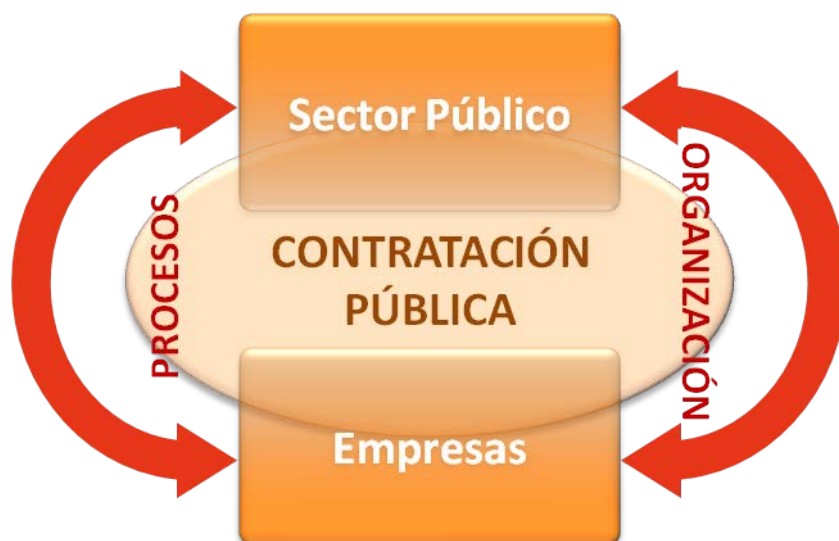 Sector Público
PROCESOS
ORGANIZACIÓN
CONTRATACIÓN
PÚBLICA
Empresas